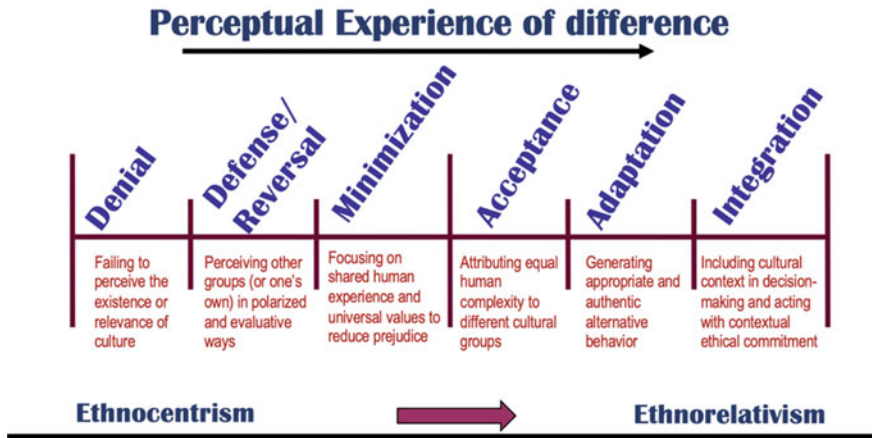 Perceptual Experience of difference
Denial
Defense/
Reversal
Minimization
Acceptance
Adaptation
Integration
Failing to
perceive the
existence or
relevance of
culture
Perceiving other
groups (or one's
own) in polarized
and evaluative
ways
Focusing on
shared human
experience and
universal values to
reduce prejudice
Attributing equal
human
complexity to
different cultural
groups
Generating
appropriate and
authentic
alternative
behavior
Including cultural
context in decision-
making and acting
with contextual
ethical commitment
Ethnocentrism
Ethnorelativism